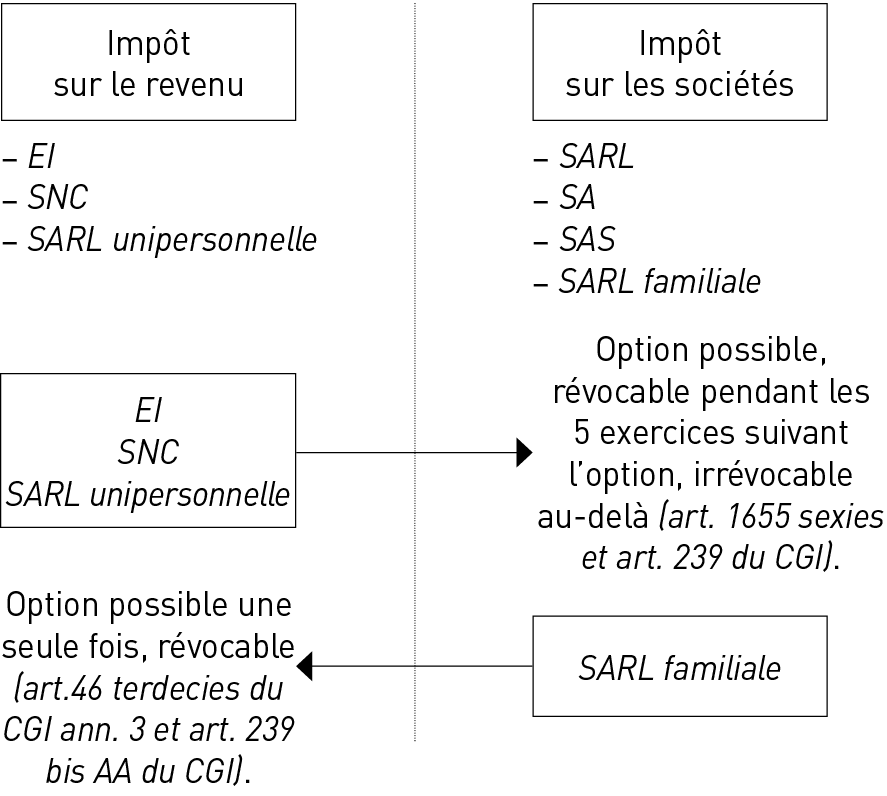 Impôt
sur le revenu
Impôt
sur les sociétés
– EI
– SNC
– SARL unipersonnelle
– SARL
– SA
– SAS
– SARL familiale
EI
SNC
SARL unipersonnelle
Option possible,
révocable pendant les
5 exercices suivant
l'option, irrévocable
au-delà (art. 1655 sexies
et art. 239 du CGI).
Option possible une
seule fois, révocable
(art.46 terdecies du
CGI ann. 3 et art. 239
bis AA du CGI).
SARL familiale